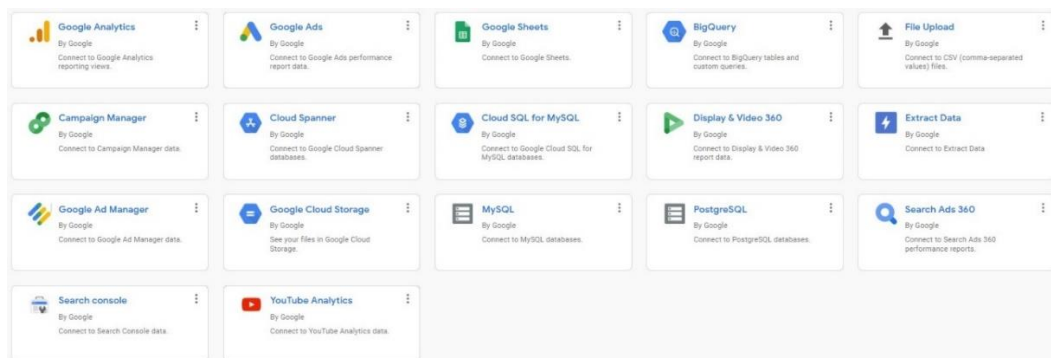 Google Analytics
By Google
Connect to Google Analytics
reporting views.
Google Ads
By Google
Connect to Google Ads performance
report data.
Google Sheets
By Google
Connect to Google Sheets.
BigQuery
By Google
Connect to BigQuery tables and
custom queries.
File Upload
By Google
Connect to CSV (comma-separated
values) files.
Campaign Manager
By Google
Connect to Campaign Manager data.
Cloud Spanner
By Google
Connect to Google Cloud Spanner
databases.
Cloud SQL for MySQL
By Google
Connect to Google Cloud SQL for
MySQL databases.
Display & Video 360
By Google
Connect to Display & Video 360
report data.
Extract Data
By Google
Connect to Extract Data
Google Ad Manager
By Google
Connect to Google Ad Manager data.
Google Cloud Storage
By Google
See your files in Google Cloud
Storage.
MySQL
By Google
Connect to MySQL databases.
PostgreSQL
By Google
Connect to PostgreSQL databases.
Search Ads 360
By Google
Connect to Search Ads 360
performance reports.
Search console
By Google
Connect to Search Console data.
YouTube Analytics
By Google
Connect to YouTube Analytics data.